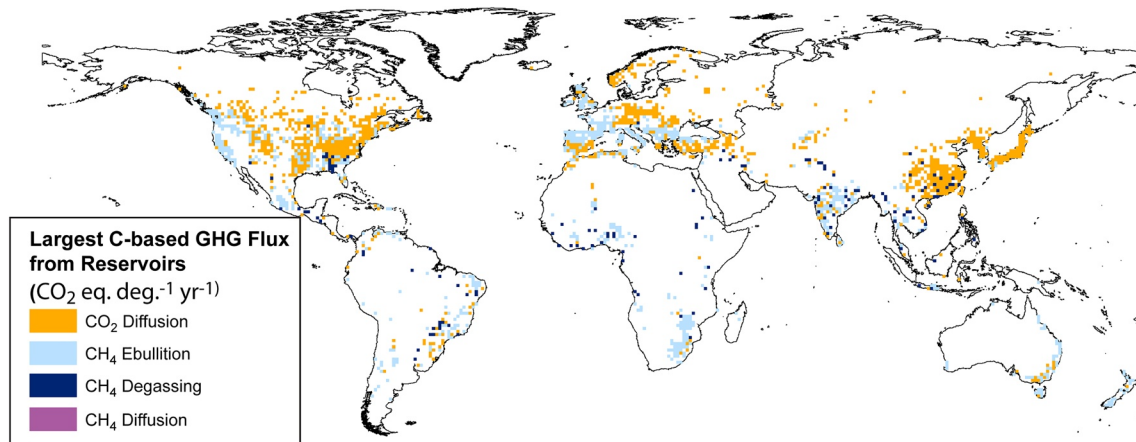 Largest C-based GHG Flux
from Reservoirs
(CO₂ eq. deg.⁻¹ yr⁻¹)
CO₂ Diffusion
CH₄ Ebullition
CH₄ Degassing
CH₄ Diffusion